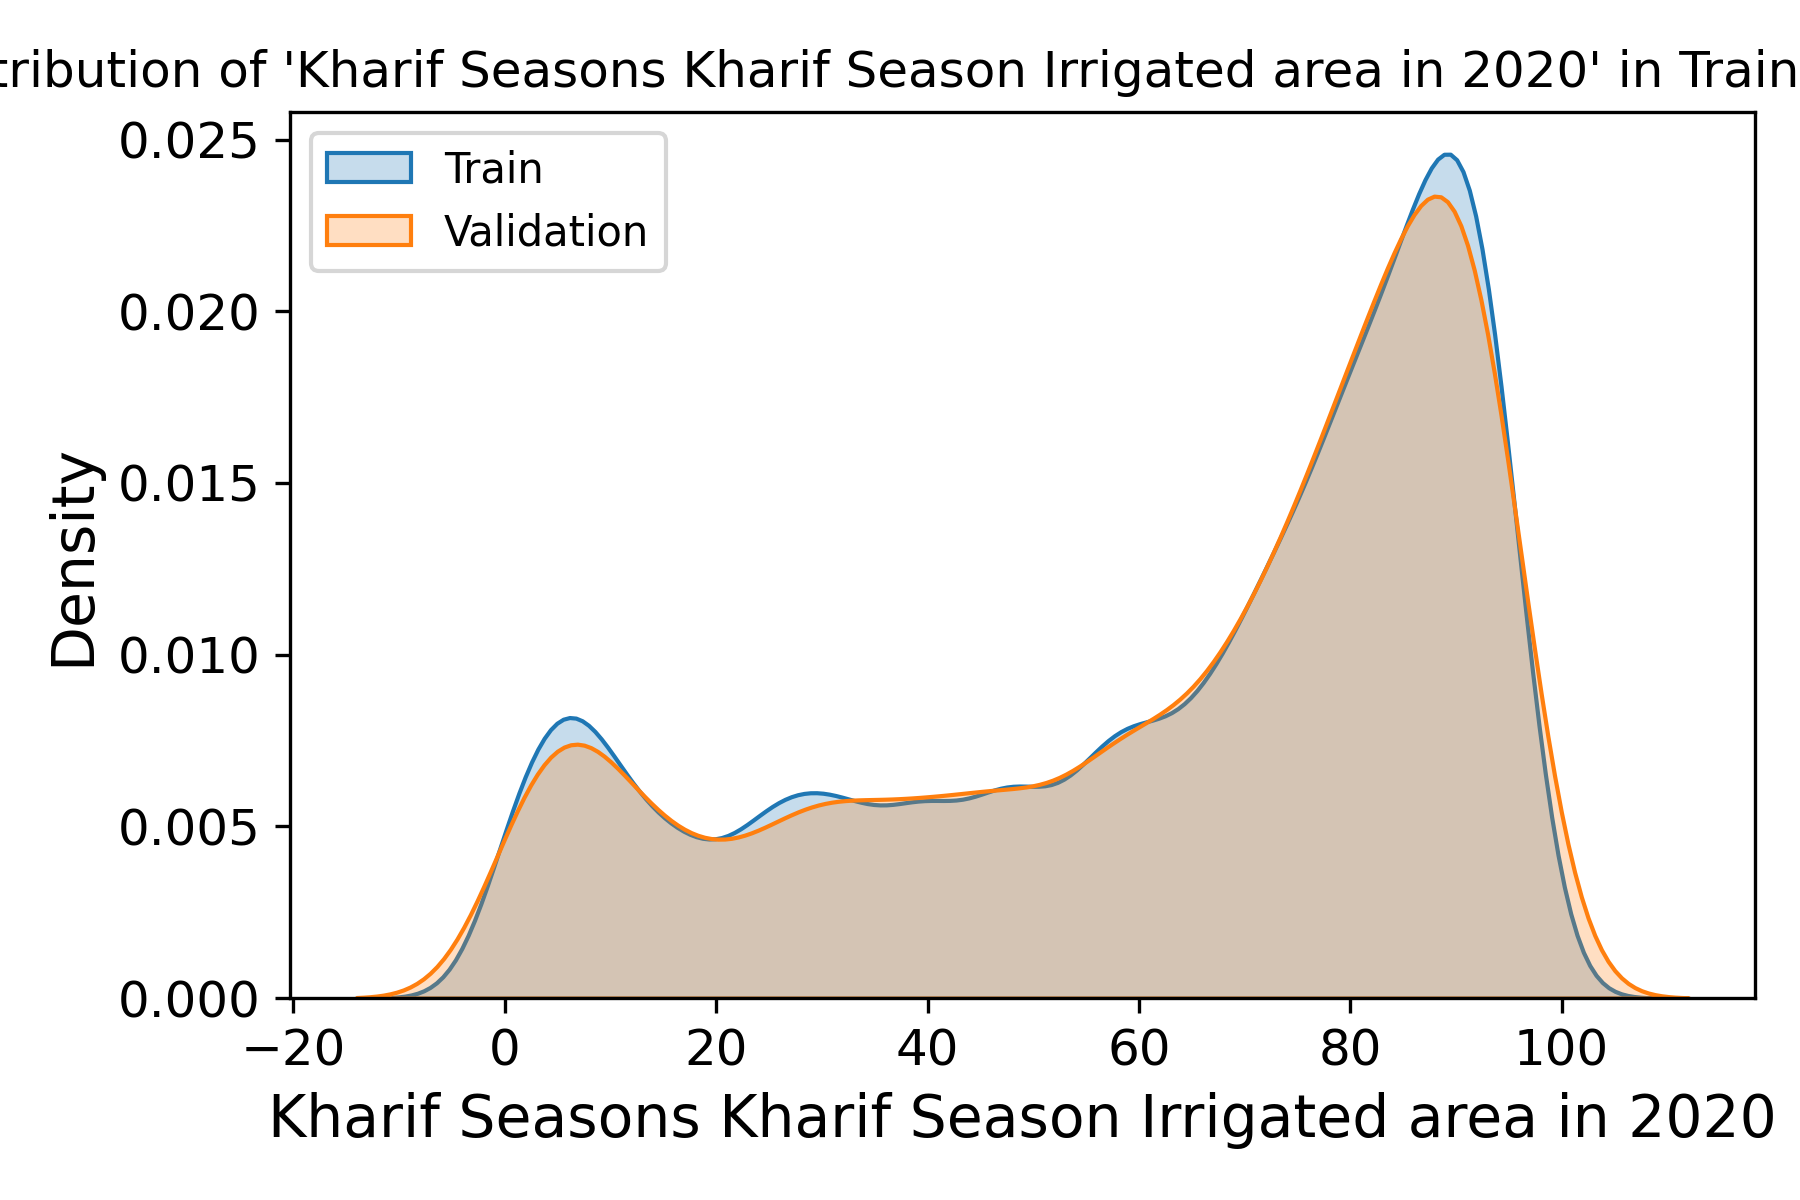 tribution of 'Kharif Seasons Kharif Season Irrigated area in 2020' in Train
Train
Validation
Density
0.025
0.020
0.015
0.010
0.005
0.000
−20 0 20 40 60 80 100
Kharif Seasons Kharif Season Irrigated area in 2020